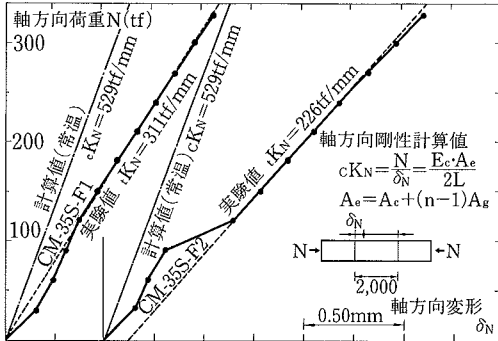 軸方向荷重N(tf)
300
200
100
0
計算値(常温) cKN=529tf/mm
CM-35S-F1
実験値 tKN=311tf/mm
計算値(常温) cKN=529tf/mm
CM-35S-F2
実験値 tKN=226tf/mm
軸方向剛性計算値
cKN=N/δN=Ec·Ae/2L
Ae=Ac+(n-1)Ag
δN
N
N
2,000
0.50mm
軸方向変形
δN